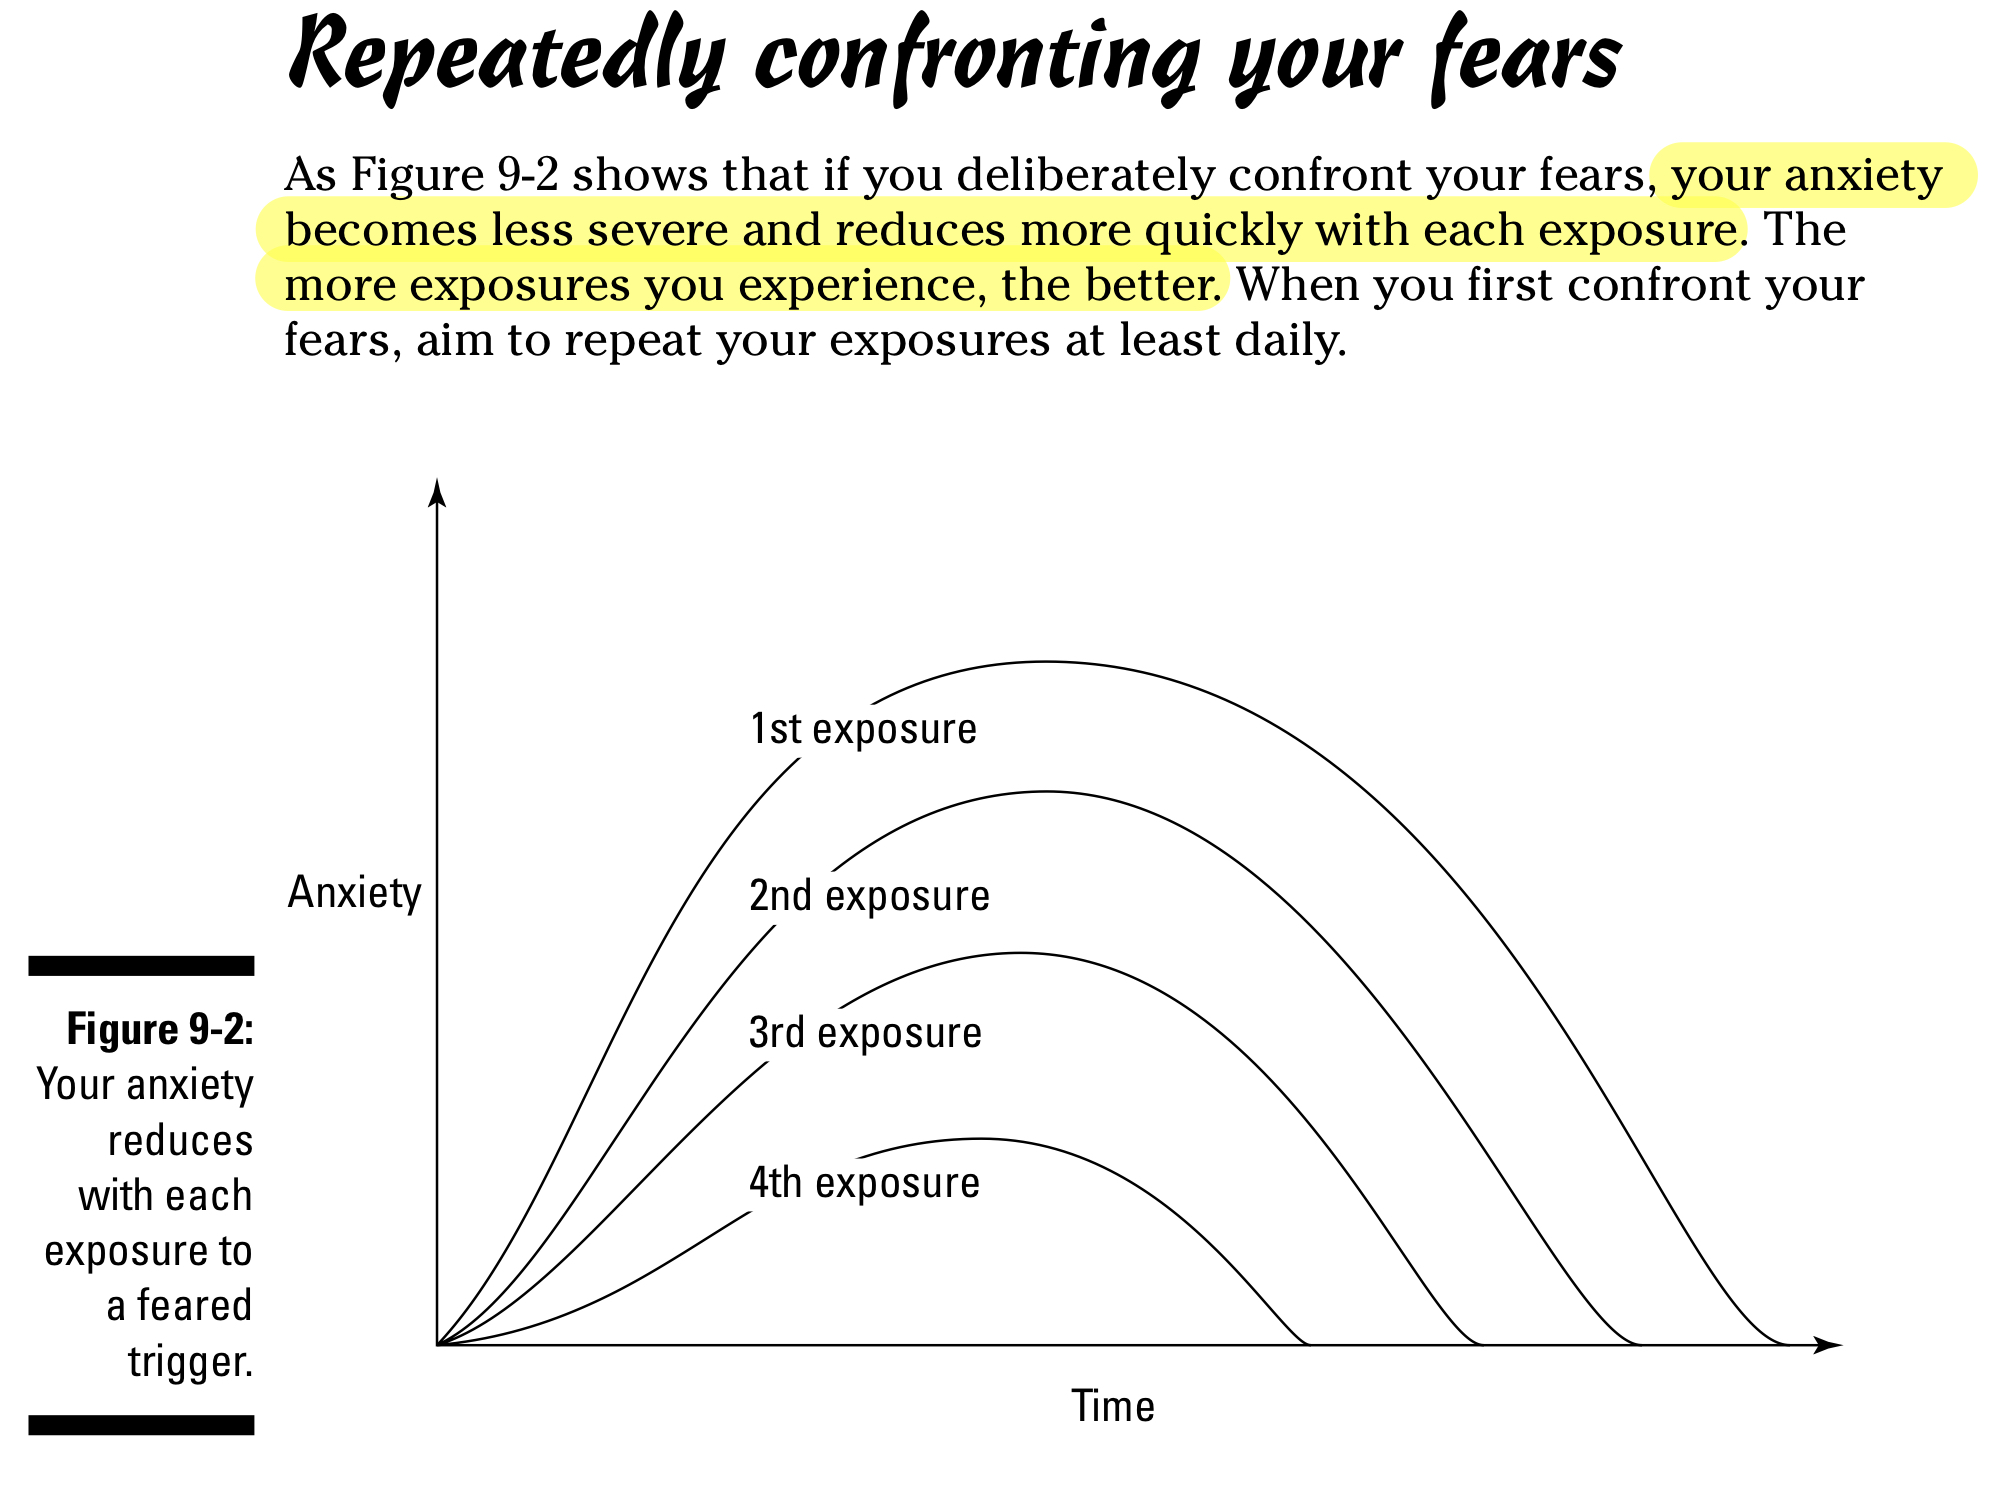 Repeatedly confronting your fears
As Figure 9-2 shows that if you deliberately confront your fears, your anxiety
becomes less severe and reduces more quickly with each exposure. The
more exposures you experience, the better. When you first confront your
fears, aim to repeat your exposures at least daily.
1st exposure
2nd exposure
3rd exposure
4th exposure
Anxiety
Time
Figure 9-2:
Your anxiety
reduces
with each
exposure to
a feared
trigger.